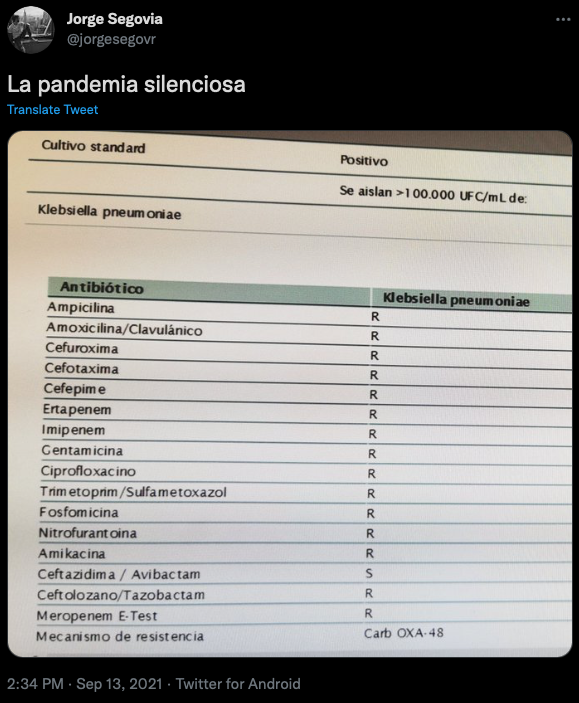 Jorge Segovia
@jorgesegovr
La pandemia silenciosa
Translate Tweet
Cultivo standard
Positivo
Se aislan >100.000 UFC/mL de:
Klebsiella pneumoniae
Antibiótico Klebsiella pneumoniae
Ampicilina R
Amoxicilina/Clavulánico R
Cefuroxima R
Cefotaxima R
Cefepime R
Ertapenem R
Imipenem R
Gentamicina R
Ciprofloxacino R
Trimetoprim/Sulfametoxazol R
Fosfomicina R
Nitrofurantoina R
Amikacina R
Ceftazidima / Avibactam S
Ceftolozano/Tazobactam R
Meropenem E-Test R
Mecanismo de resistencia Carb OXA-48
2:34 PM · Sep 13, 2021 · Twitter for Android